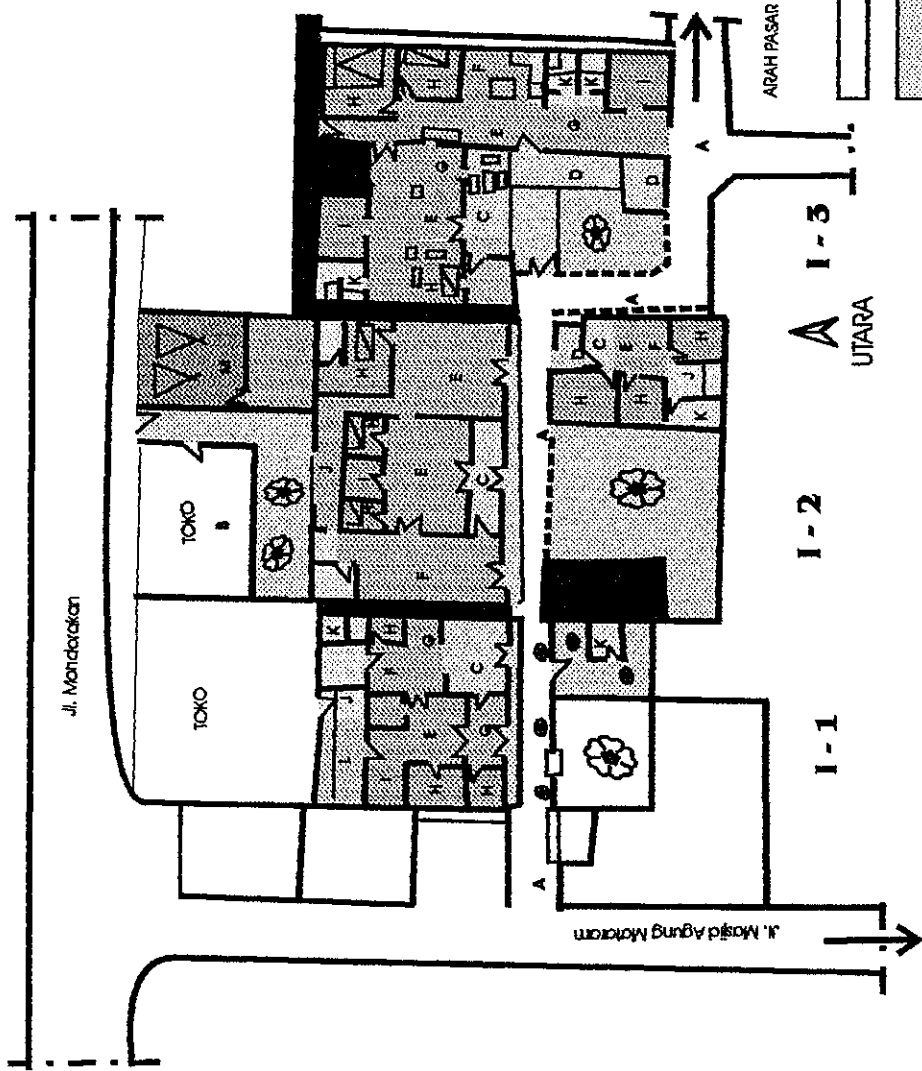 Jl. Mandarakan
TOKO
TOKO
B
M
H
H
F
K
K
I
E
G
A
ARAH PASAR
I
K
E
G
H
C
D
D
H
E
J
E
C
F
K
H
F
G
C
J
L
I
E
H
H
A
A
A
D
C
E
F
H
H
H
J
K
K
Jl. Masjid Agung Mataram
I - 1
I - 2
I - 3
UTARA